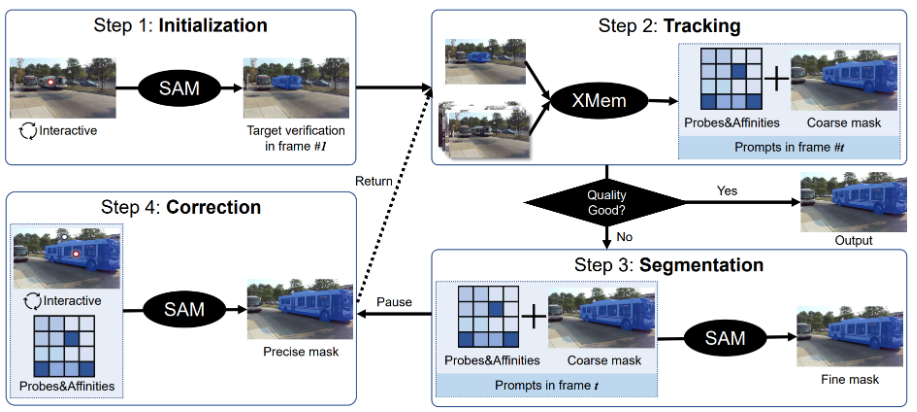 Step 1: Initialization
SAM
Interactive
Target verification
in frame #1
Step 2: Tracking
XMem
Probes&Affinities
Coarse mask
Prompts in frame #t
Return
Quality
Good?
Yes
Output
No
Step 4: Correction
Interactive
SAM
Probes&Affinities
Precise mask
Pause
Step 3: Segmentation
Probes&Affinities
Coarse mask
Prompts in frame t
SAM
Fine mask